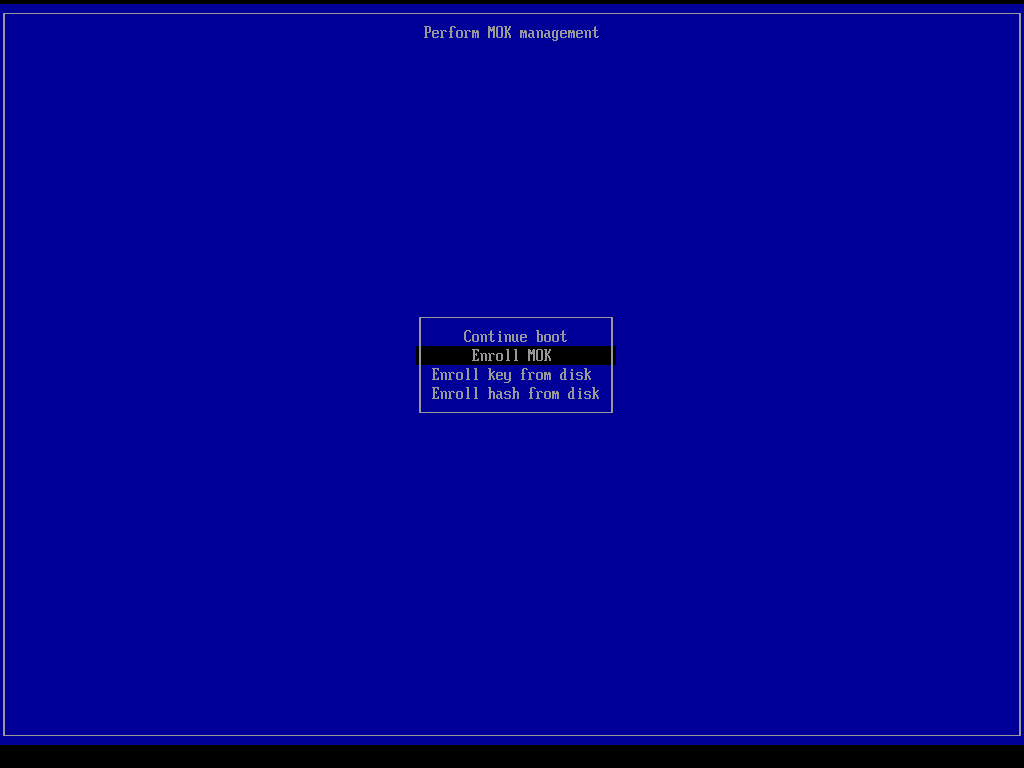 Perform MOK management
Continue boot
Enroll MOK
Enroll key from disk
Enroll hash from disk